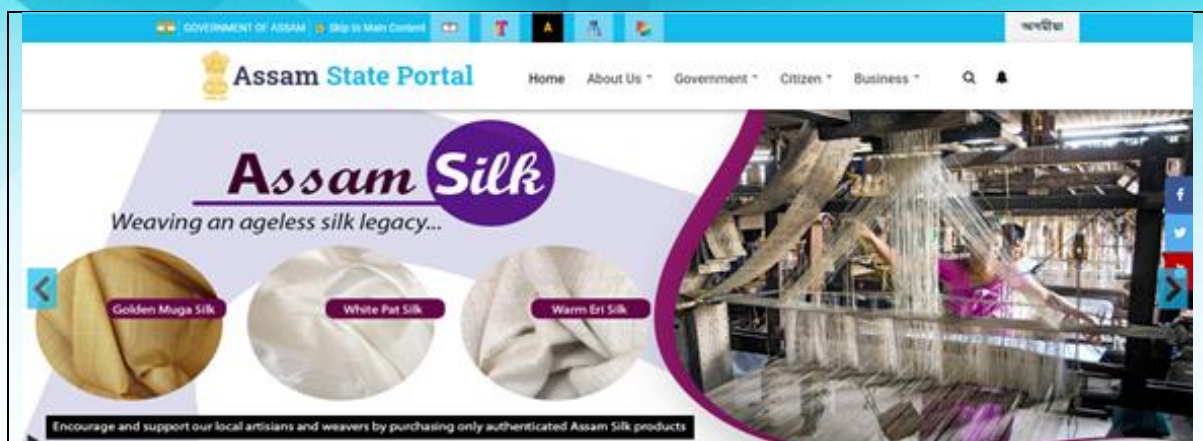 GOVERNMENT OF ASSAM Skip to Main Content T A অসমীয়া
Assam State Portal Home About Us Government Citizen Business
Assam Silk
Weaving an ageless silk legacy...
Golden Muga Silk White Pat Silk Warm Eri Silk
Encourage and support our local artisians and weavers by purchasing only authenticated Assam Silk products